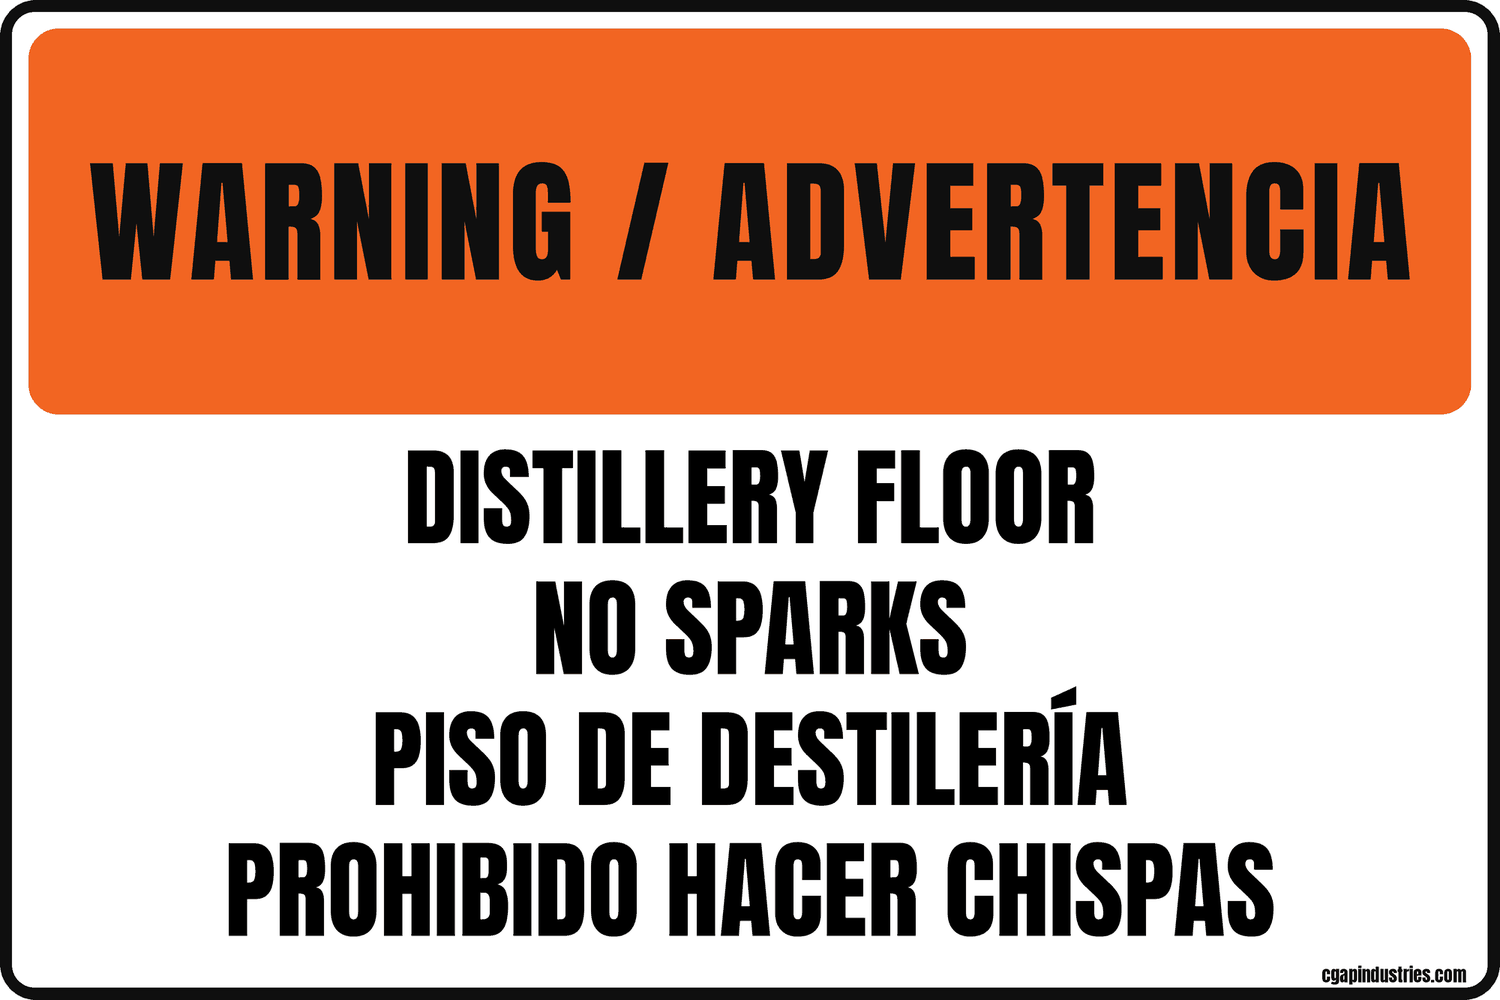 WARNING / ADVERTENCIA
DISTILLERY FLOOR
NO SPARKS
PISO DE DESTILERÍA
PROHIBIDO HACER CHISPAS
cgapindustries.com